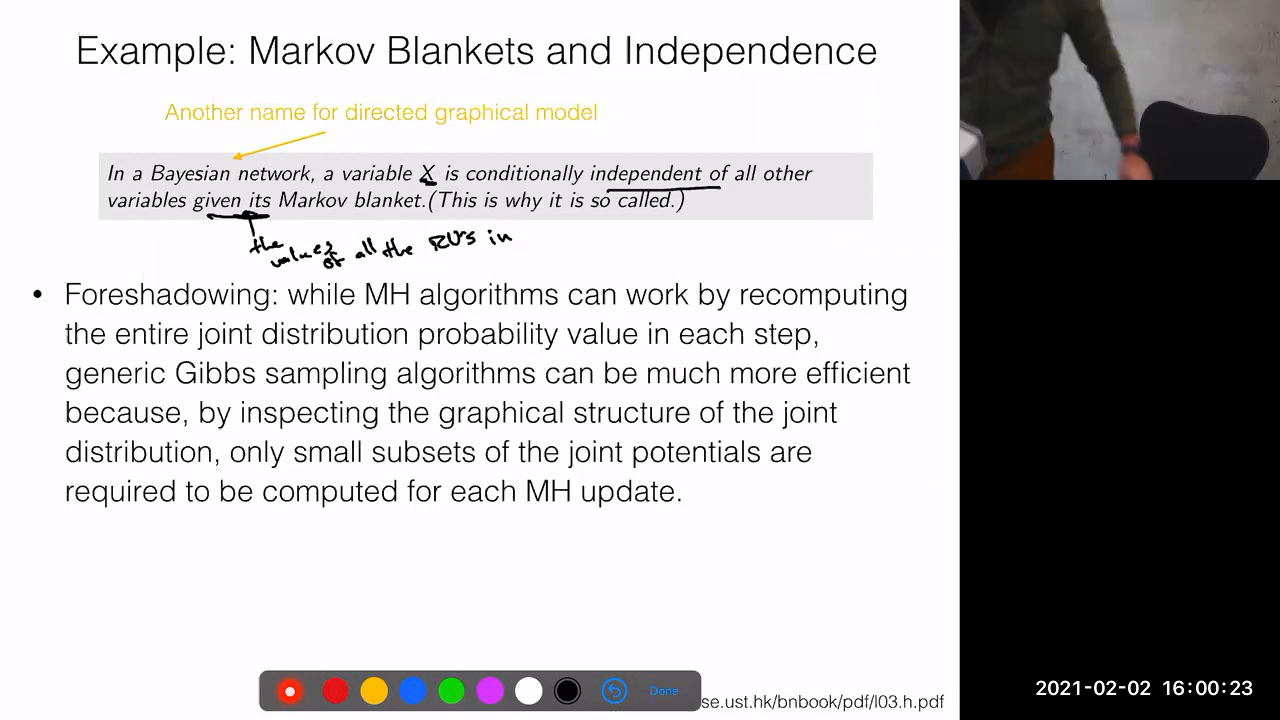 Example: Markov Blankets and Independence
Another name for directed graphical model
In a Bayesian network, a variable X is conditionally independent of all other
variables given its Markov blanket.(This is why it is so called.)
the
values of all the RV's in
• Foreshadowing: while MH algorithms can work by recomputing
the entire joint distribution probability value in each step,
generic Gibbs sampling algorithms can be much more efficient
because, by inspecting the graphical structure of the joint
distribution, only small subsets of the joint potentials are
required to be computed for each MH update.
Done
se.ust.hk/bnbook/pdf/l03.h.pdf
2021-02-02 16:00:23